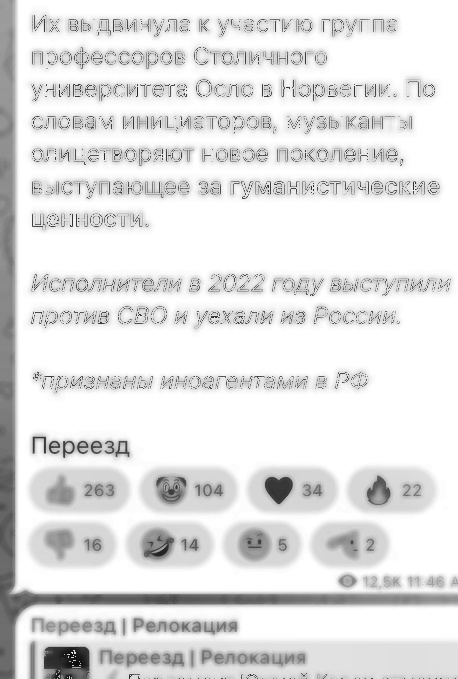 Их выдвинула к участию группа
профессоров Столичного
университета Осло в Норвегии. По
словам инициаторов, музыканты
олицетворяют новое поколение,
выступающее за гуманистические
ценности.
Исполнители в 2022 году выступили
против СВО и уехали из России.
*признаны иноагентами в РФ
Переезд
263 104 34 22
16 14 5 2
12,5K 11:46 A
Переезд | Релокация
Переезд | Релокация